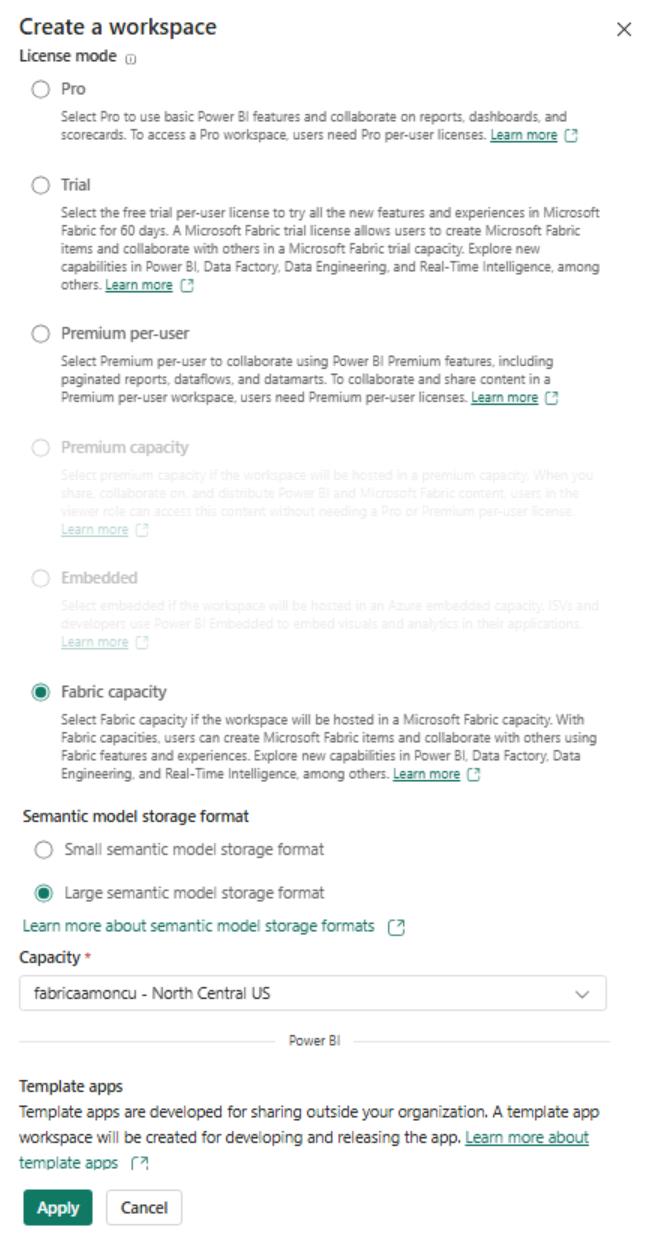 Create a workspace
License mode
Pro
Select Pro to use basic Power BI features and collaborate on reports, dashboards, and
scorecards. To access a Pro workspace, users need Pro per-user licenses. Learn more
Trial
Select the free trial per-user license to try all the new features and experiences in Microsoft
Fabric for 60 days. A Microsoft Fabric trial license allows users to create Microsoft Fabric
items and collaborate with others in a Microsoft Fabric trial capacity. Explore new
capabilities in Power BI, Data Factory, Data Engineering, and Real-Time Intelligence, among
others. Learn more
Premium per-user
Select Premium per-user to collaborate using Power BI Premium features, including
paginated reports, dataflows, and datamarts. To collaborate and share content in a
Premium per-user workspace, users need Premium per-user licenses. Learn more
Premium capacity
Select premium capacity if the workspace will be hosted in a premium capacity. When you
share, collaborate on, and distribute Power BI and Microsoft Fabric content, users in the
viewer role can access this content without needing a Pro or Premium per-user license.
Learn more
Embedded
Select embedded if the workspace will be hosted in an Azure embedded capacity. ISVs and
developers use Power BI Embedded to embed visuals and analytics in their applications.
Learn more
Fabric capacity
Select Fabric capacity if the workspace will be hosted in a Microsoft Fabric capacity. With
Fabric capacities, users can create Microsoft Fabric items and collaborate with others using
Fabric features and experiences. Explore new capabilities in Power BI, Data Factory, Data
Engineering, and Real-Time Intelligence, among others. Learn more
Semantic model storage format
Small semantic model storage format
Large semantic model storage format
Learn more about semantic model storage formats
Capacity *
fabricaamoncu - North Central US
Power BI
Template apps
Template apps are developed for sharing outside your organization. A template app
workspace will be created for developing and releasing the app. Learn more about
template apps
Apply Cancel